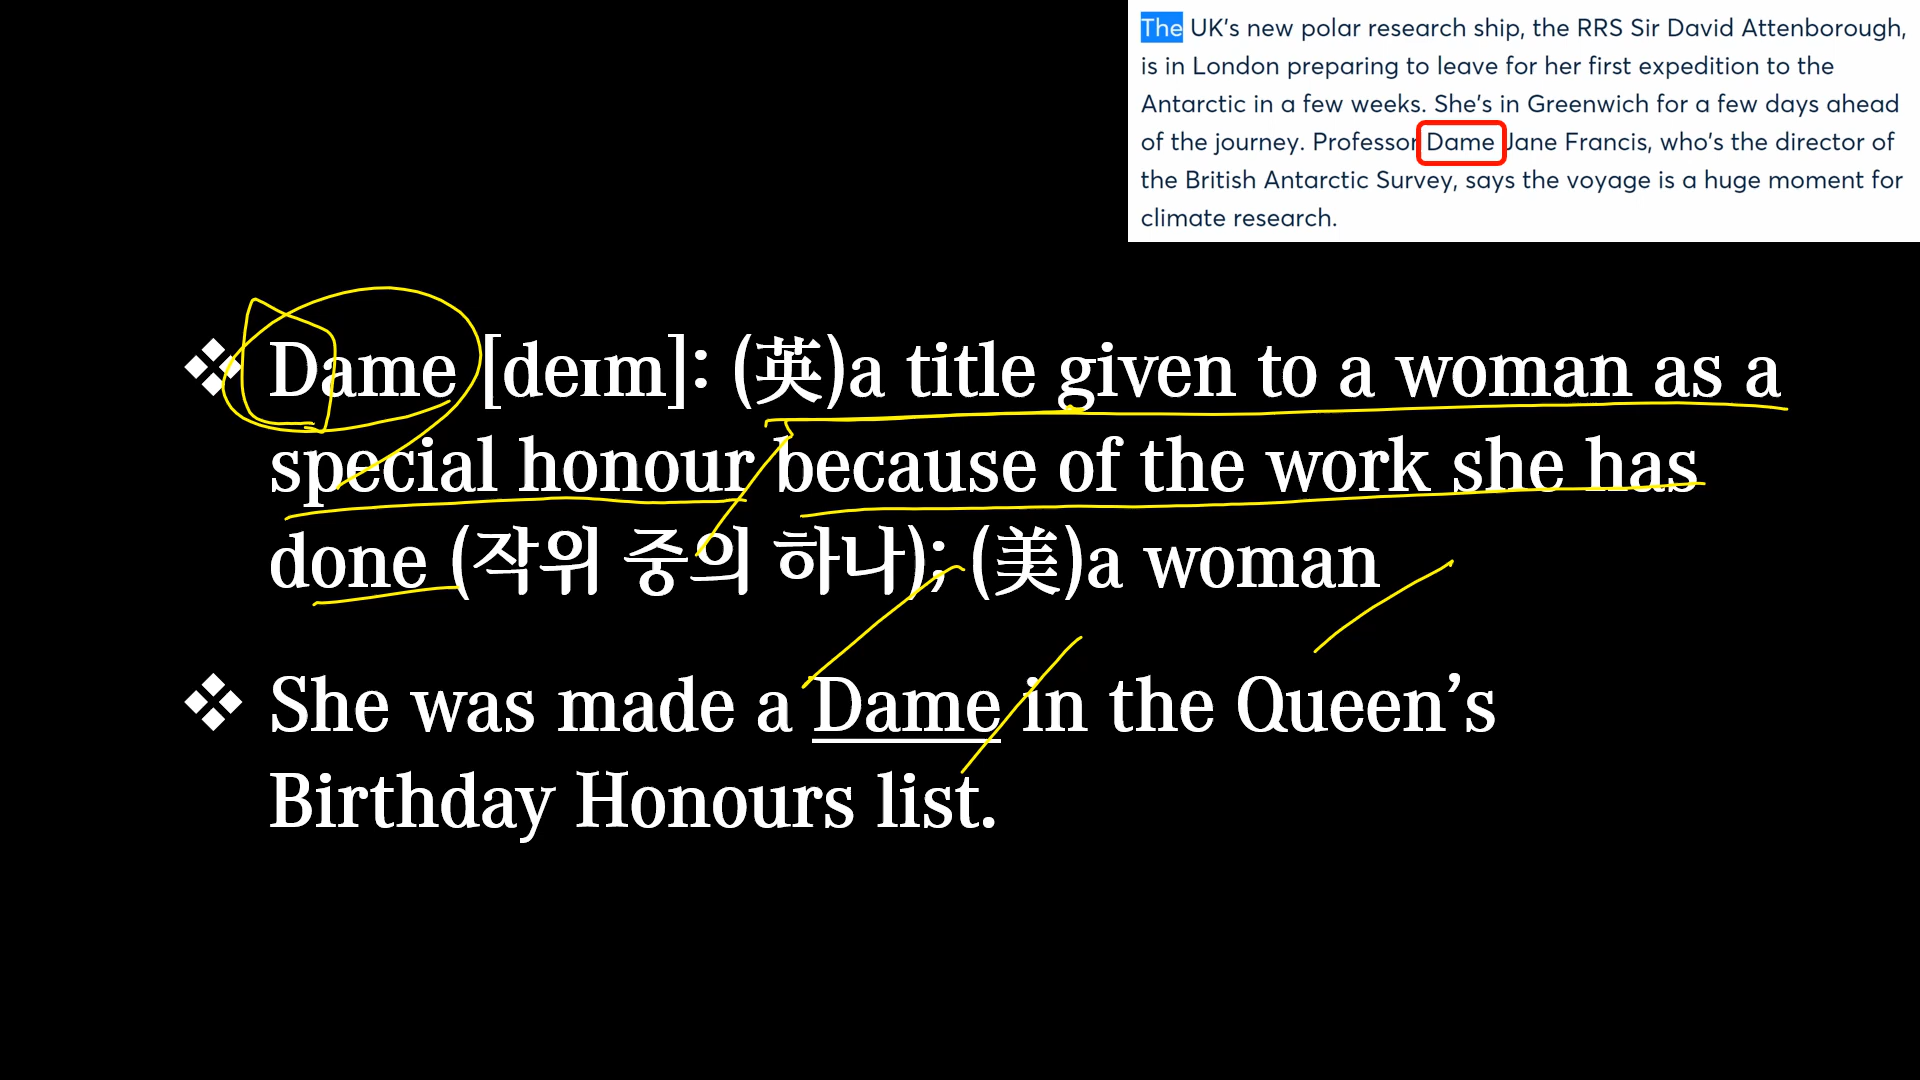 The UK's new polar research ship, the RRS Sir David Attenborough,
is in London preparing to leave for her first expedition to the
Antarctic in a few weeks. She's in Greenwich for a few days ahead
of the journey. Professor Dame Jane Francis, who's the director of
the British Antarctic Survey, says the voyage is a huge moment for
climate research.
❖ Dame [deɪm]: (英)a title given to a woman as a
special honour because of the work she has
done (작위 중의 하나); (美)a woman
❖ She was made a Dame in the Queen’s
Birthday Honours list.